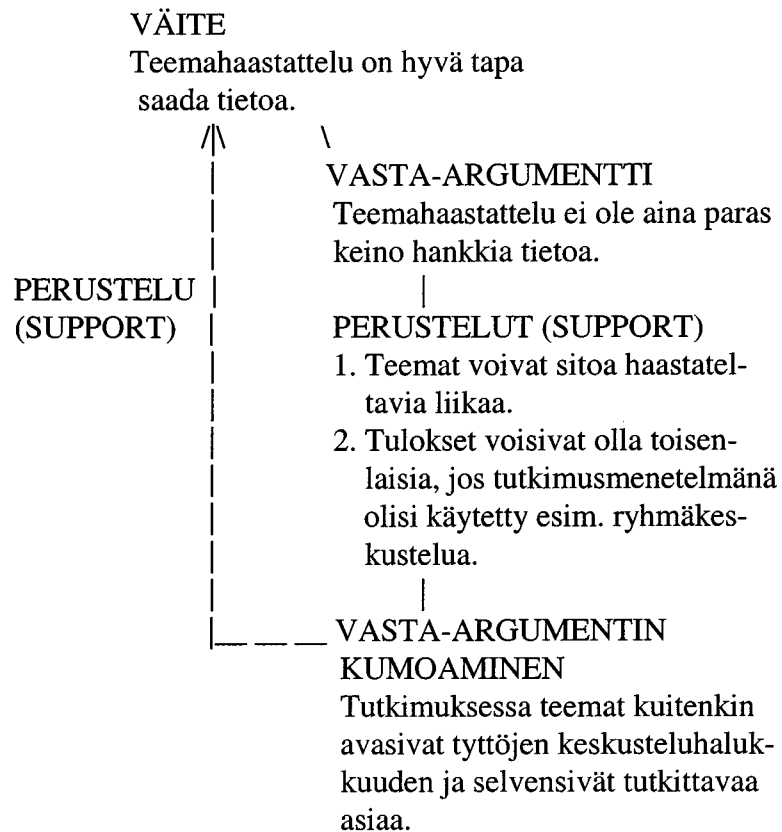 VÄITE
Teemahaastattelu on hyvä tapa
saada tietoa.
VASTA-ARGUMENTTI
Teemahaastattelu ei ole aina paras
keino hankkia tietoa.
PERUSTELU
(SUPPORT)
PERUSTELUT (SUPPORT)
1. Teemat voivat sitoa haastatel-
tavia liikaa.
2. Tulokset voisivat olla toisen-
laisia, jos tutkimusmenetelmänä
olisi käytetty esim. ryhmäkes-
kustelua.
VASTA-ARGUMENTIN
KUMOAMINEN
Tutkimuksessa teemat kuitenkin
avasivat tyttöjen keskusteluhaluk-
kuuden ja selvensivät tutkittavaa
asiaa.